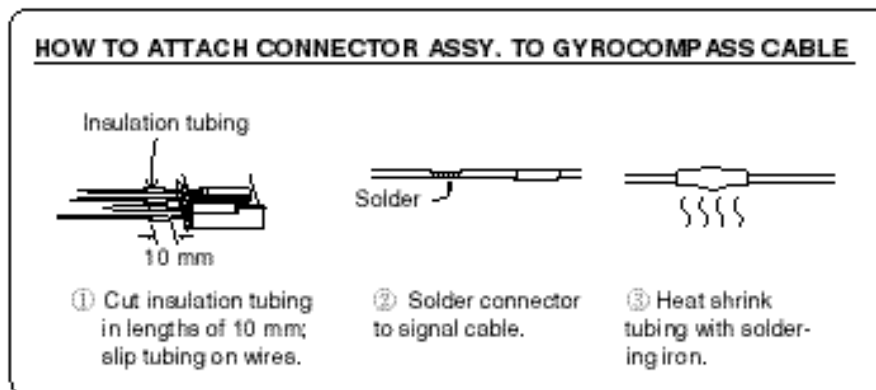 HOW TO ATTACH CONNECTOR ASSY. TO GYROCOMPASS CABLE
Insulation tubing
10 mm
① Cut insulation tubing
in lengths of 10 mm;
slip tubing on wires.
Solder
② Solder connector
to signal cable.
③ Heat shrink
tubing with solder-
ing iron.